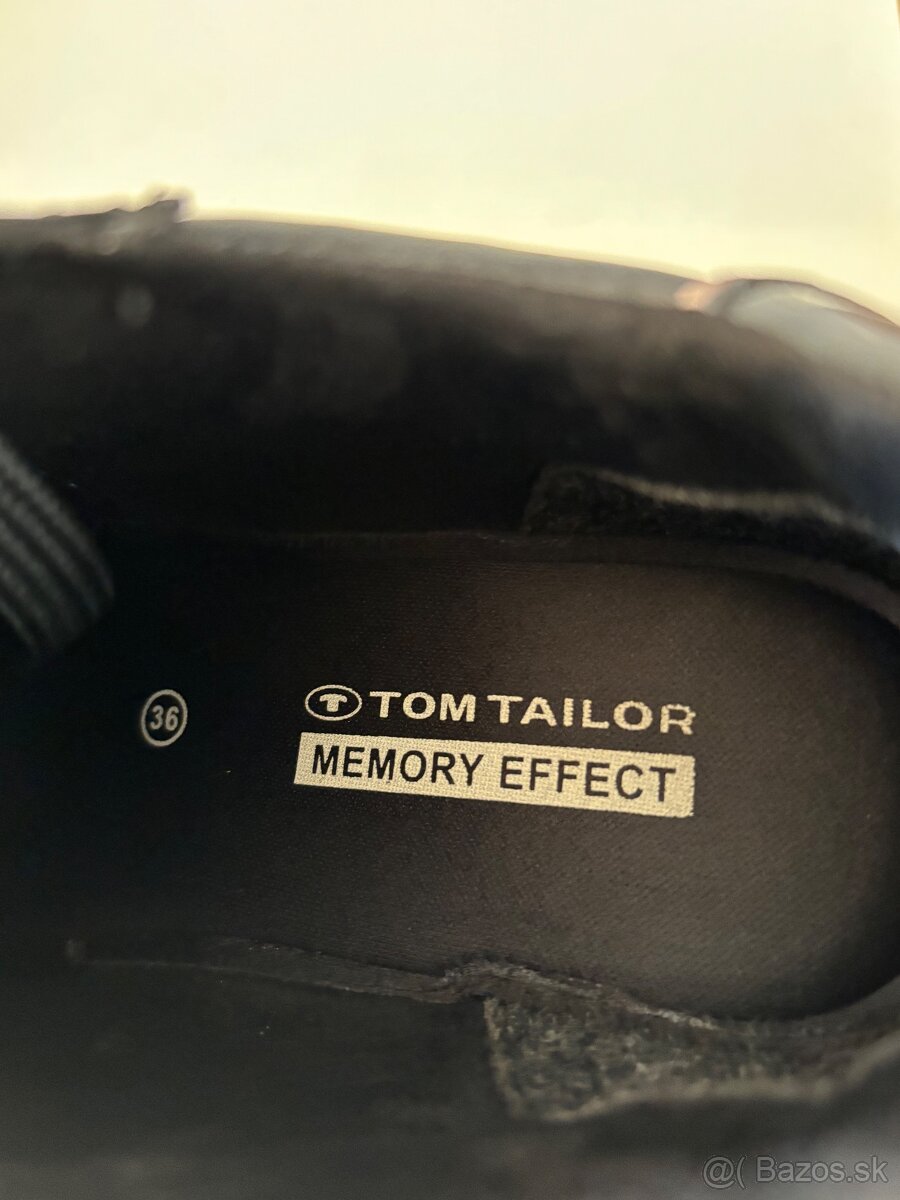 36
TOM TAILOR
MEMORY EFFECT
@( Bazos.sk